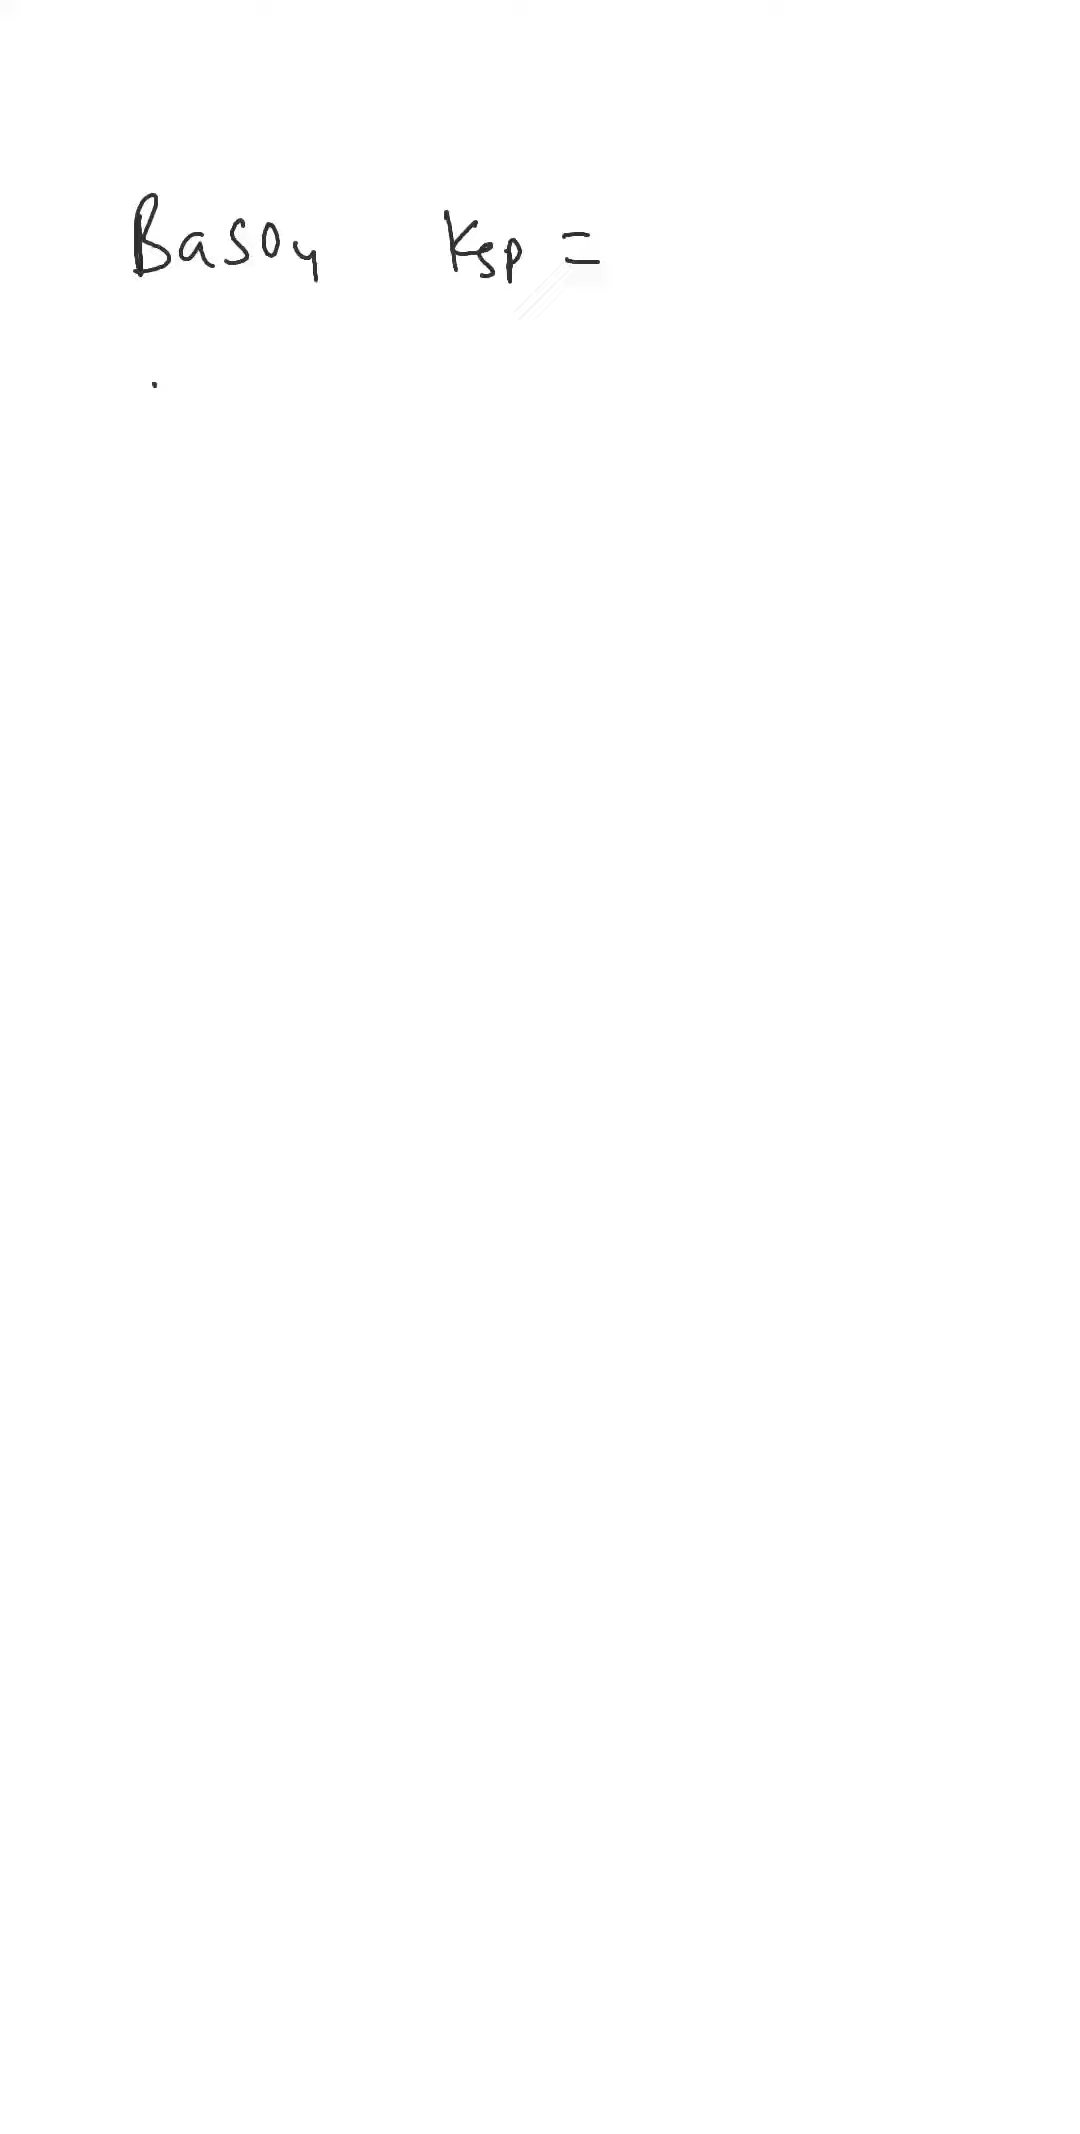 BaSO4 Ksp =
.